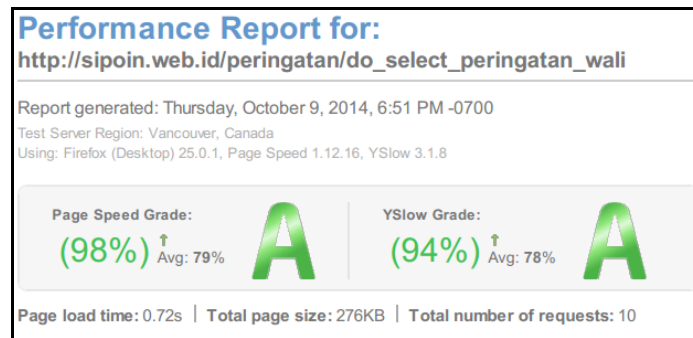 Performance Report for:
http://sipoin.web.id/peringatan/do_select_peringatan_wali
Report generated: Thursday, October 9, 2014, 6:51 PM -0700
Test Server Region: Vancouver, Canada
Using: Firefox (Desktop) 25.0.1, Page Speed 1.12.16, YSlow 3.1.8
Page Speed Grade:
(98%) Avg: 79%
A
YSlow Grade:
(94%) Avg: 78%
A
Page load time: 0.72s | Total page size: 276KB | Total number of requests: 10